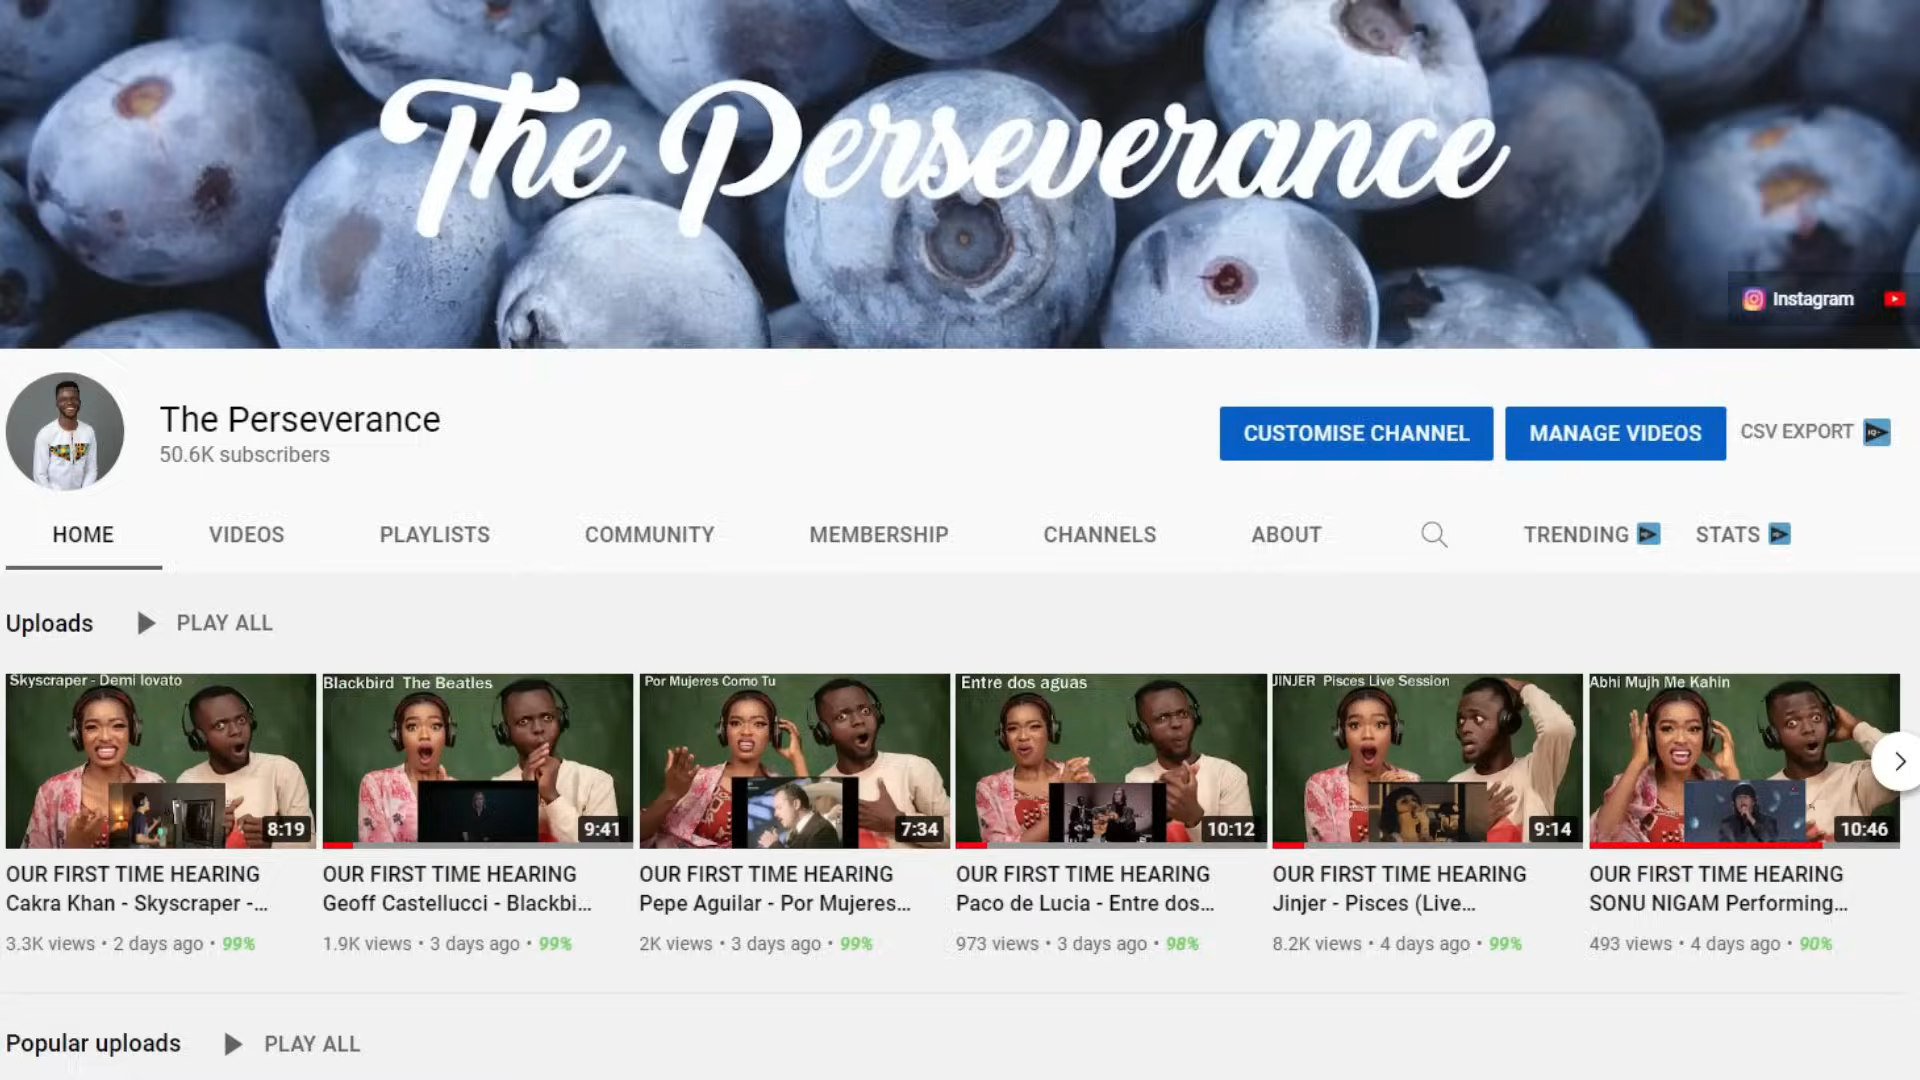 The Perseverance
Instagram
The Perseverance
50.6K subscribers
CUSTOMISE CHANNEL
MANAGE VIDEOS
CSV EXPORT
HOME
VIDEOS
PLAYLISTS
COMMUNITY
MEMBERSHIP
CHANNELS
ABOUT
TRENDING
STATS
Uploads
PLAY ALL
Skyscraper - Demi lovato
8:19
OUR FIRST TIME HEARING
Cakra Khan - Skyscraper -...
3.3K views • 2 days ago • 99%
Blackbird The Beatles
9:41
OUR FIRST TIME HEARING
Geoff Castellucci - Blackbi...
1.9K views • 3 days ago • 99%
Por Mujeres Como Tu
7:34
OUR FIRST TIME HEARING
Pepe Aguilar - Por Mujeres...
2K views • 3 days ago • 99%
Entre dos aguas
10:12
OUR FIRST TIME HEARING
Paco de Lucia - Entre dos...
973 views • 3 days ago • 98%
JINJER Pisces Live Session
9:14
OUR FIRST TIME HEARING
Jinjer - Pisces (Live...
8.2K views • 4 days ago • 99%
Abhi Mujh Me Kahin
10:46
OUR FIRST TIME HEARING
SONU NIGAM Performing...
493 views • 4 days ago • 90%
Popular uploads
PLAY ALL